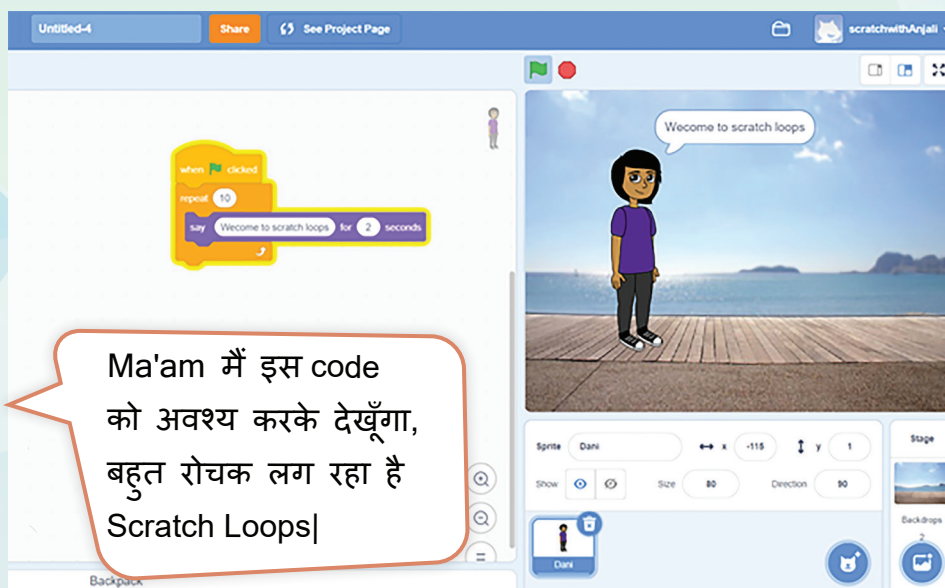 Untitled-4
Share
See Project Page
scratchwithAnjali
when clicked
repeat 10
say Wecome to scratch loops for 2 seconds
Wecome to scratch loops
Ma'am मैं इस code
को अवश्य करके देखूँगा,
बहुत रोचक लग रहा है
Scratch Loops|
Sprite Dani x -115 y 1
Show Size 80 Direction 90
Dani
Stage
Backdrops
2
Backpack